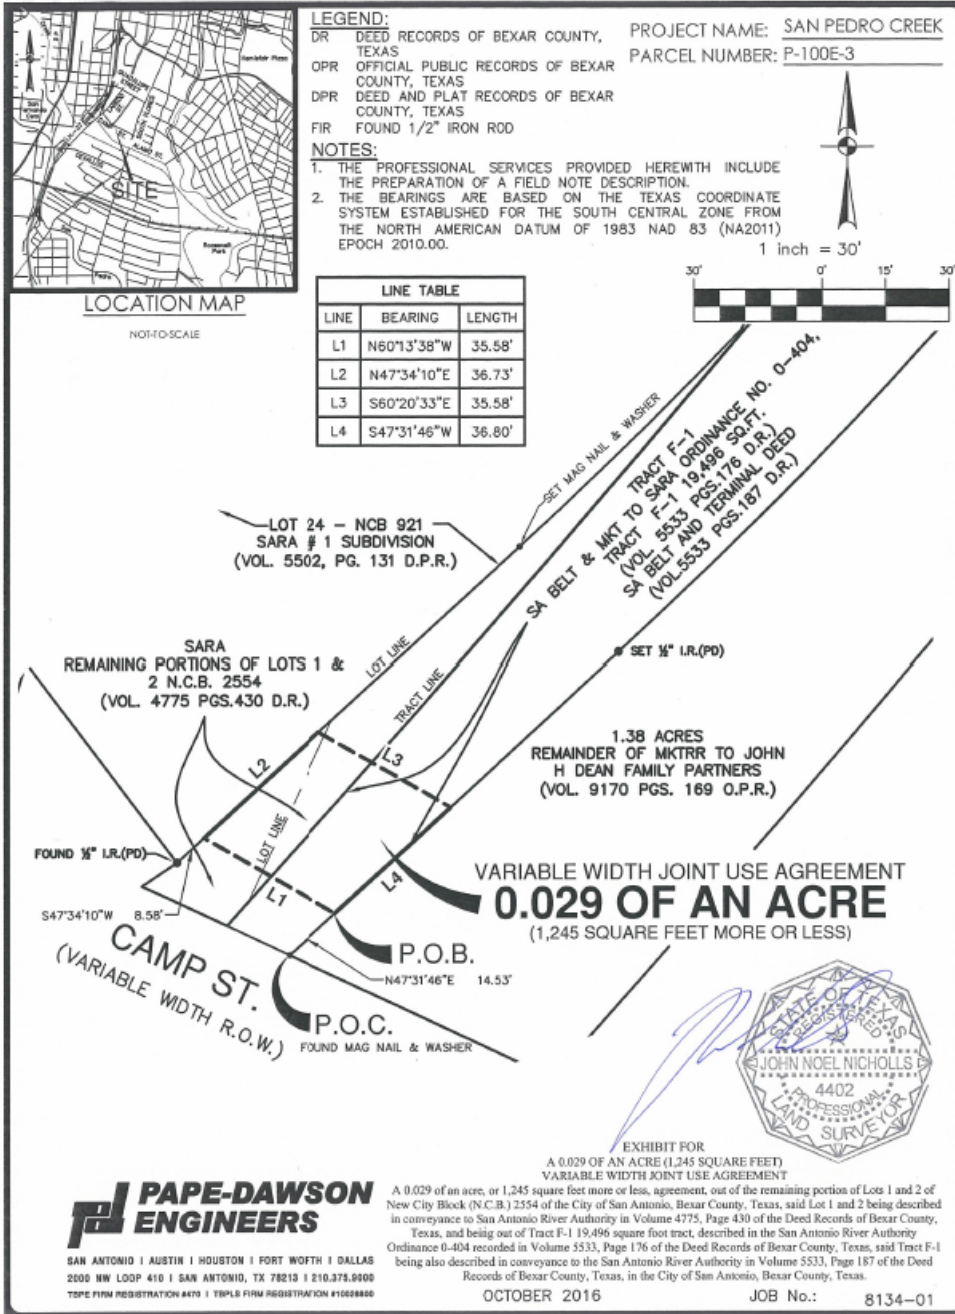 LEGEND:
DR DEED RECORDS OF BEXAR COUNTY,
TEXAS
OPR OFFICIAL PUBLIC RECORDS OF BEXAR
COUNTY, TEXAS
DPR DEED AND PLAT RECORDS OF BEXAR
COUNTY, TEXAS
FIR FOUND 1/2" IRON ROD
NOTES:
1. THE PROFESSIONAL SERVICES PROVIDED HEREWITH INCLUDE
THE PREPARATION OF A FIELD NOTE DESCRIPTION.
2. THE BEARINGS ARE BASED ON THE TEXAS COORDINATE
SYSTEM ESTABLISHED FOR THE SOUTH CENTRAL ZONE FROM
THE NORTH AMERICAN DATUM OF 1983 NAD 83 (NA2011)
EPOCH 2010.00.
PROJECT NAME: SAN PEDRO CREEK
PARCEL NUMBER: P-100E-3
1 inch = 30'
30' 0' 15' 30'
SITE
Roosevelt
Park
LOCATION MAP
NOT-TO-SCALE
LINE TABLE
LINE BEARING LENGTH
L1 N60°13'38"W 35.58'
L2 N47°34'10"E 36.73'
L3 S60°20'33"E 35.58'
L4 S47°31'46"W 36.80'
SET MAG NAIL & WASHER
TRACT F-1
SA BELT & MKT TO SARA ORDINANCE NO. 0-404,
TRACT F-1 19,496 SQ.FT.
(VOL. 5533 PGS.176 D.R.)
SA BELT AND TERMINAL DEED
(VOL.5533 PGS.187 D.R.)
LOT 24 - NCB 921
SARA # 1 SUBDIVISION
(VOL. 5502, PG. 131 D.P.R.)
SARA
REMAINING PORTIONS OF LOTS 1 &
2 N.C.B. 2554
(VOL. 4775 PGS.430 D.R.)
LOT LINE
TRACT LINE
SET ½" I.R.(PD)
1.38 ACRES
REMAINDER OF MKTRR TO JOHN
H DEAN FAMILY PARTNERS
(VOL. 9170 PGS. 169 O.P.R.)
L2
L3
LOT LINE
FOUND ½" I.R.(PD)
L1
L4
VARIABLE WIDTH JOINT USE AGREEMENT
0.029 OF AN ACRE
(1,245 SQUARE FEET MORE OR LESS)
S47°34'10"W 8.58'
CAMP ST.
(VARIABLE WIDTH R.O.W.)
P.O.B.
N47°31'46"E 14.53'
P.O.C.
FOUND MAG NAIL & WASHER
STATE OF TEXAS
REGISTERED
JOHN NOEL NICHOLLS
4402
PROFESSIONAL
LAND SURVEYOR
EXHIBIT FOR
A 0.029 OF AN ACRE (1,245 SQUARE FEET)
VARIABLE WIDTH JOINT USE AGREEMENT
A 0.029 of an acre, or 1,245 square feet more or less, agreement, out of the remaining portion of Lots 1 and 2 of
New City Block (N.C.B.) 2554 of the City of San Antonio, Bexar County, Texas, said Lot 1 and 2 being described
in conveyance to San Antonio River Authority in Volume 4775, Page 430 of the Deed Records of Bexar County,
Texas, and being out of Tract F-1 19,496 square foot tract, described in the San Antonio River Authority
Ordinance 0-404 recorded in Volume 5533, Page 176 of the Deed Records of Bexar County, Texas, said Tract F-1
being also described in conveyance to the San Antonio River Authority in Volume 5533, Page 187 of the Deed
Records of Bexar County, Texas, in the City of San Antonio, Bexar County, Texas.
PAPE-DAWSON
ENGINEERS
SAN ANTONIO I AUSTIN I HOUSTON I FORT WORTH I DALLAS
2000 NW LOOP 410 I SAN ANTONIO, TX 78213 I 210.375.9000
TBPE FIRM REGISTRATION #470 I TBPLS FIRM REGISTRATION #10028800
OCTOBER 2016
JOB No.: 8134-01